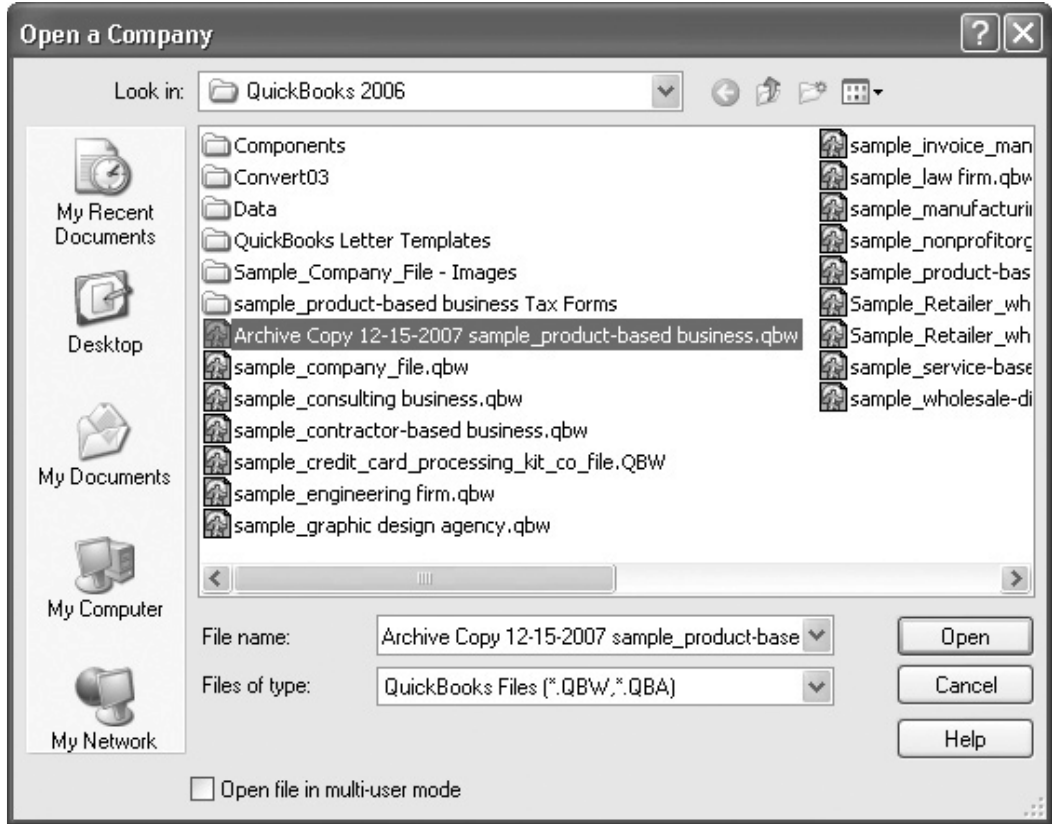 Open a Company
Look in: QuickBooks 2006
My Recent
Documents
Desktop
My Documents
My Computer
My Network
Components
Convert03
Data
QuickBooks Letter Templates
Sample_Company_File - Images
sample_product-based business Tax Forms
Archive Copy 12-15-2007 sample_product-based business.qbw
sample_company_file.qbw
sample_consulting business.qbw
sample_contractor-based business.qbw
sample_credit_card_processing_kit_co_file.QBW
sample_engineering firm.qbw
sample_graphic design agency.qbw
sample_invoice_man
sample_law firm.qbw
sample_manufacturin
sample_nonprofitorg
sample_product-bas
Sample_Retailer_wh
Sample_Retailer_wh
sample_service-base
sample_wholesale-di
File name: Archive Copy 12-15-2007 sample_product-base
Open
Files of type: QuickBooks Files (*.QBW,*.QBA)
Cancel
Help
Open file in multi-user mode